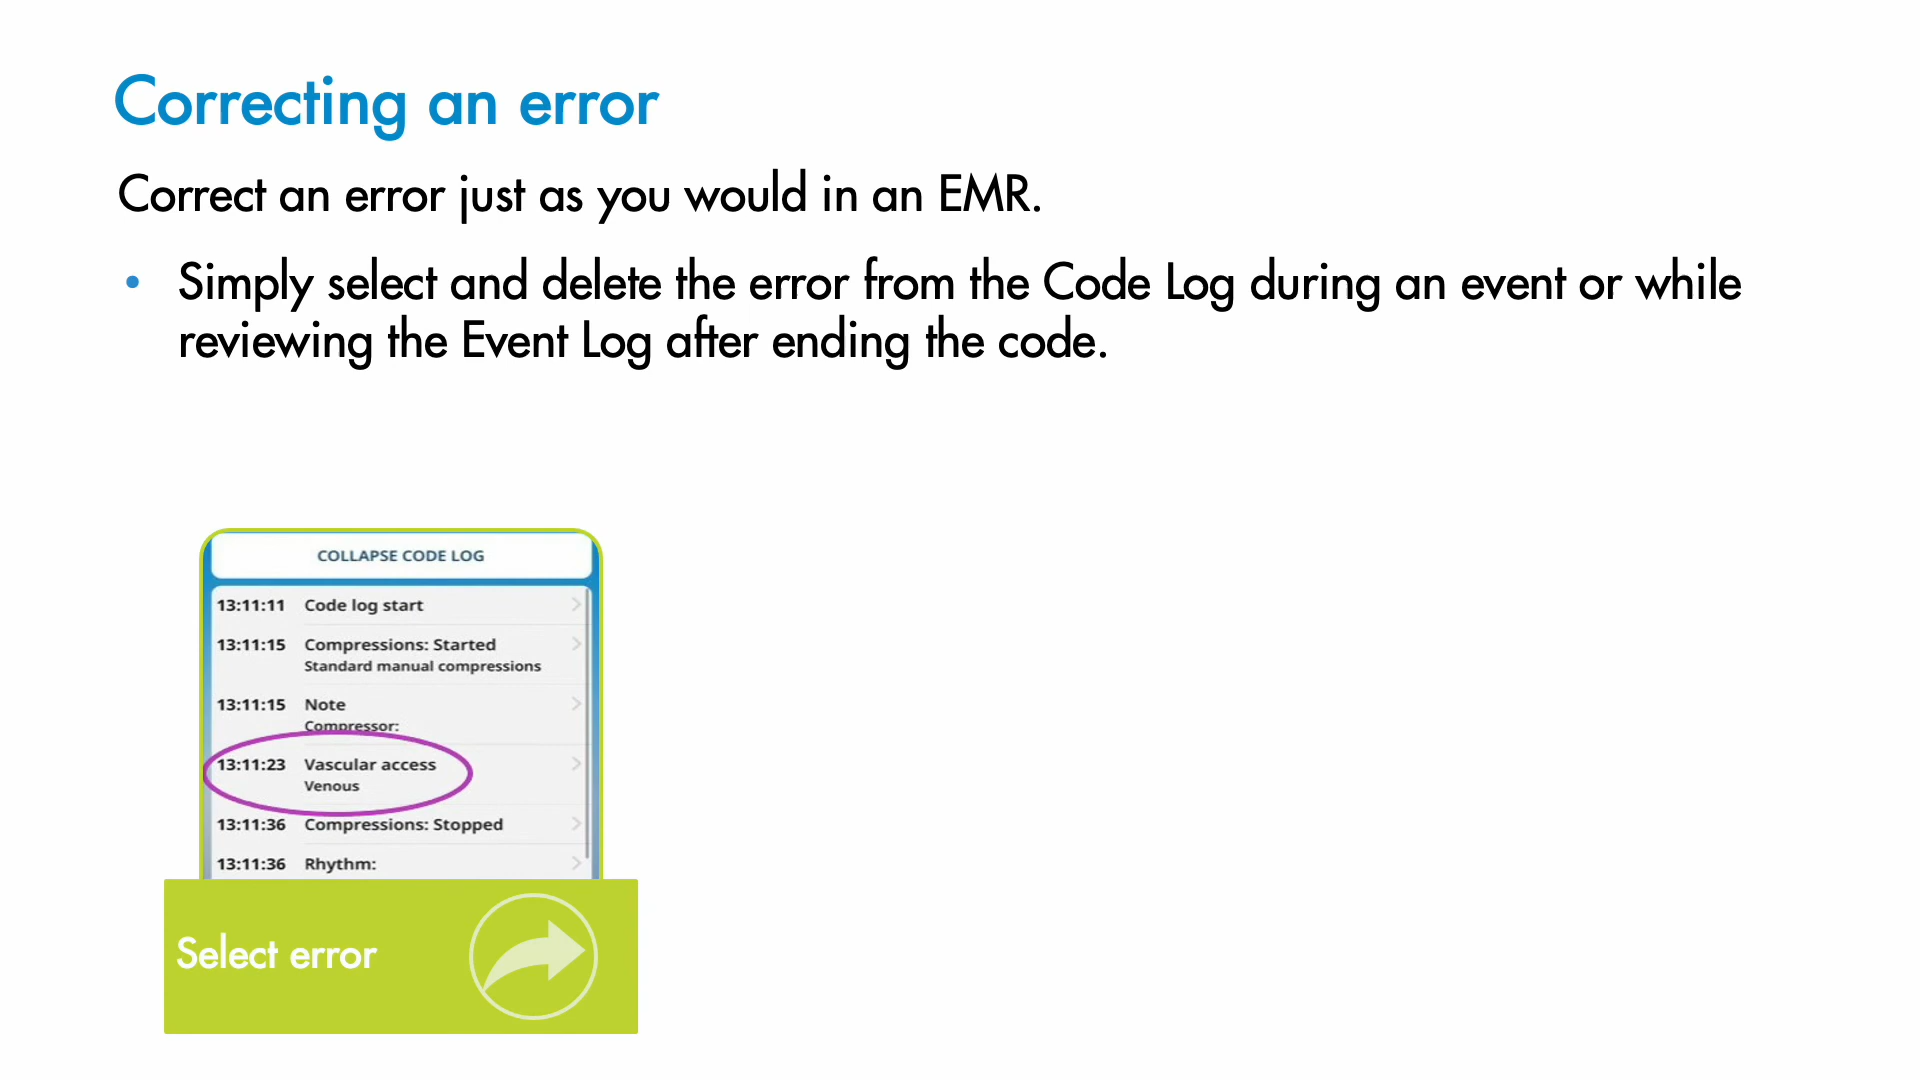 Correcting an error
Correct an error just as you would in an EMR.
• Simply select and delete the error from the Code Log during an event or while
reviewing the Event Log after ending the code.
COLLAPSE CODE LOG
13:11:11 Code log start
13:11:15 Compressions: Started
Standard manual compressions
13:11:15 Note
Compressor:
13:11:23 Vascular access
Venous
13:11:36 Compressions: Stopped
13:11:36 Rhythm:
Select error